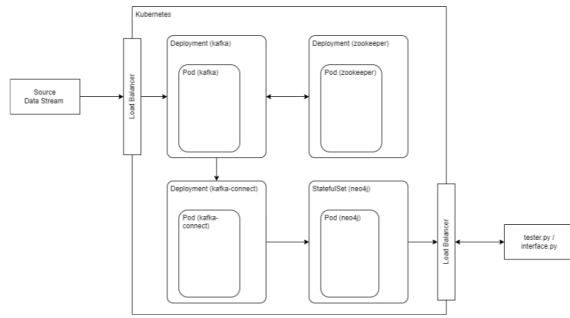 Kubernetes
Deployment (kafka)
Deployment (zookeeper)
Pod (kafka)
Pod (zookeeper)
Source
Data Stream
Load Balancer
Deployment (kafka-connect)
StatefulSet (neo4j)
Pod (kafka-
connect)
Pod (neo4j)
Load Balancer
tester.py /
interface.py